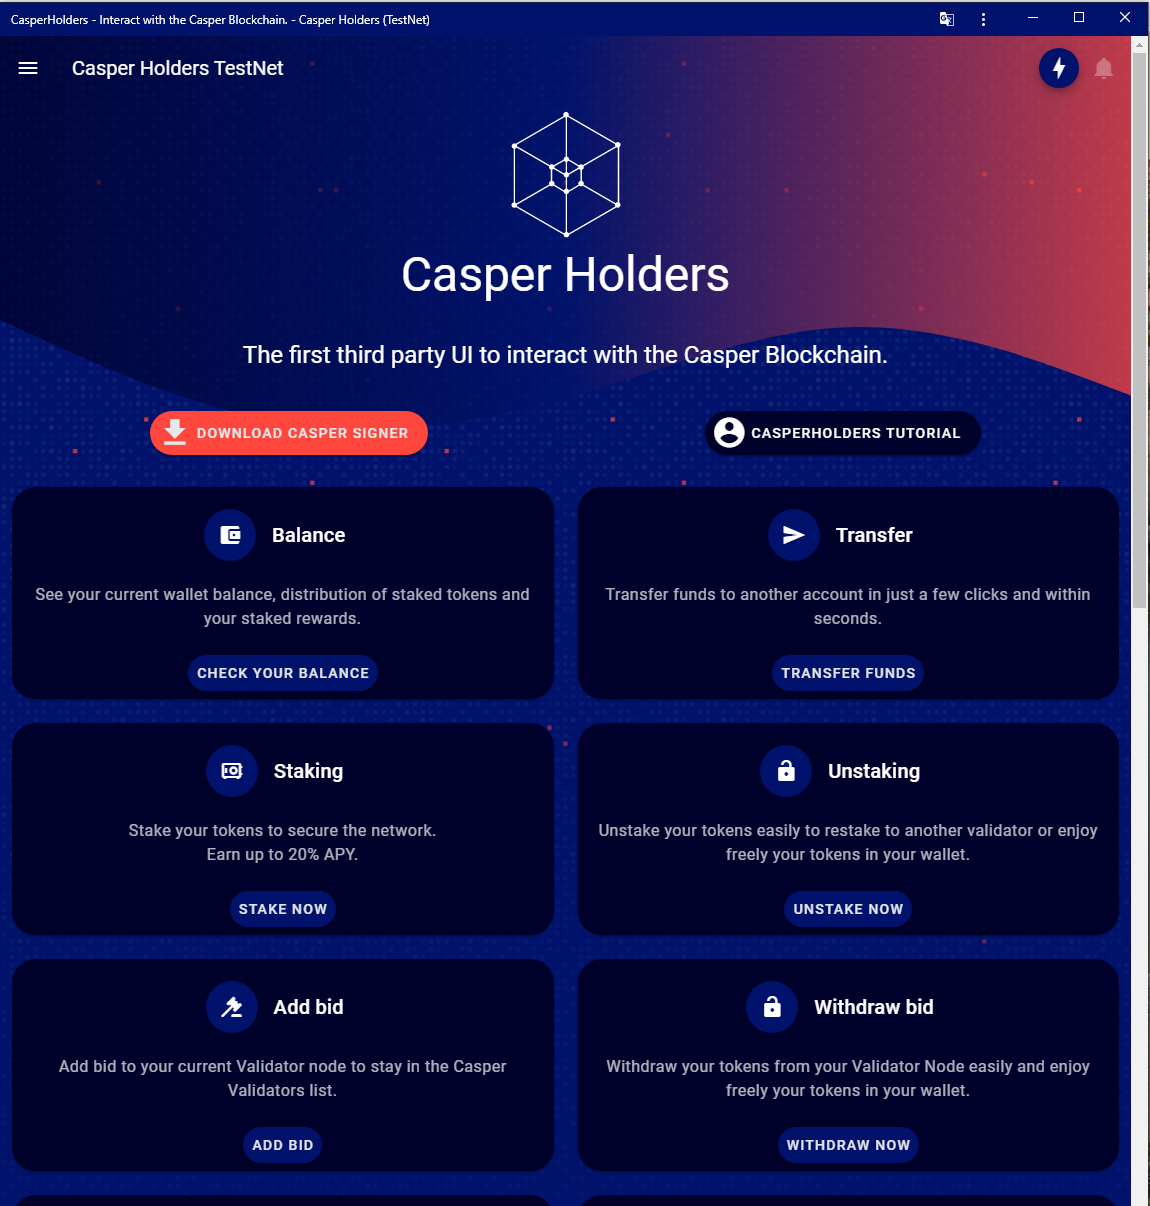 CasperHolders - Interact with the Casper Blockchain. - Casper Holders (TestNet)
Casper Holders TestNet
Casper Holders
The first third party UI to interact with the Casper Blockchain.
DOWNLOAD CASPER SIGNER
CASPERHOLDERS TUTORIAL
Balance
See your current wallet balance, distribution of staked tokens and
your staked rewards.
CHECK YOUR BALANCE
Transfer
Transfer funds to another account in just a few clicks and within
seconds.
TRANSFER FUNDS
Staking
Stake your tokens to secure the network.
Earn up to 20% APY.
STAKE NOW
Unstaking
Unstake your tokens easily to restake to another validator or enjoy
freely your tokens in your wallet.
UNSTAKE NOW
Add bid
Add bid to your current Validator node to stay in the Casper
Validators list.
ADD BID
Withdraw bid
Withdraw your tokens from your Validator Node easily and enjoy
freely your tokens in your wallet.
WITHDRAW NOW